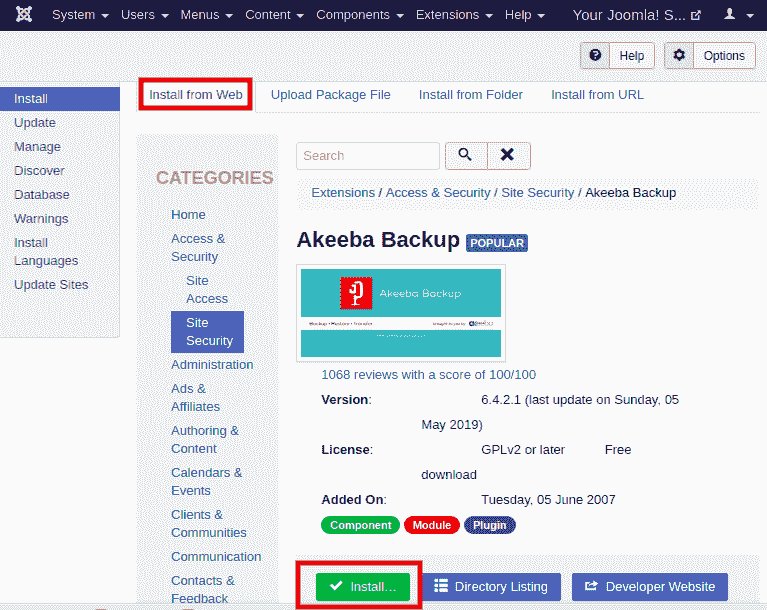 System Users Menus Content Components Extensions Help Your Joomla! S...
Help Options
Install
Update
Manage
Discover
Database
Warnings
Install
Languages
Update Sites
Install from Web Upload Package File Install from Folder Install from URL
CATEGORIES
Home
Access &
Security
Site
Access
Site
Security
Administration
Ads &
Affiliates
Authoring &
Content
Calendars &
Events
Clients &
Communities
Communication
Contacts &
Feedback
Search
Extensions / Access & Security / Site Security / Akeeba Backup
Akeeba Backup POPULAR
Akeeba Backup
Backup • Restore • Transfer
1068 reviews with a score of 100/100
Version: 6.4.2.1 (last update on Sunday, 05
May 2019)
License: GPLv2 or later Free
download
Added On: Tuesday, 05 June 2007
Component Module Plugin
Install... Directory Listing Developer Website